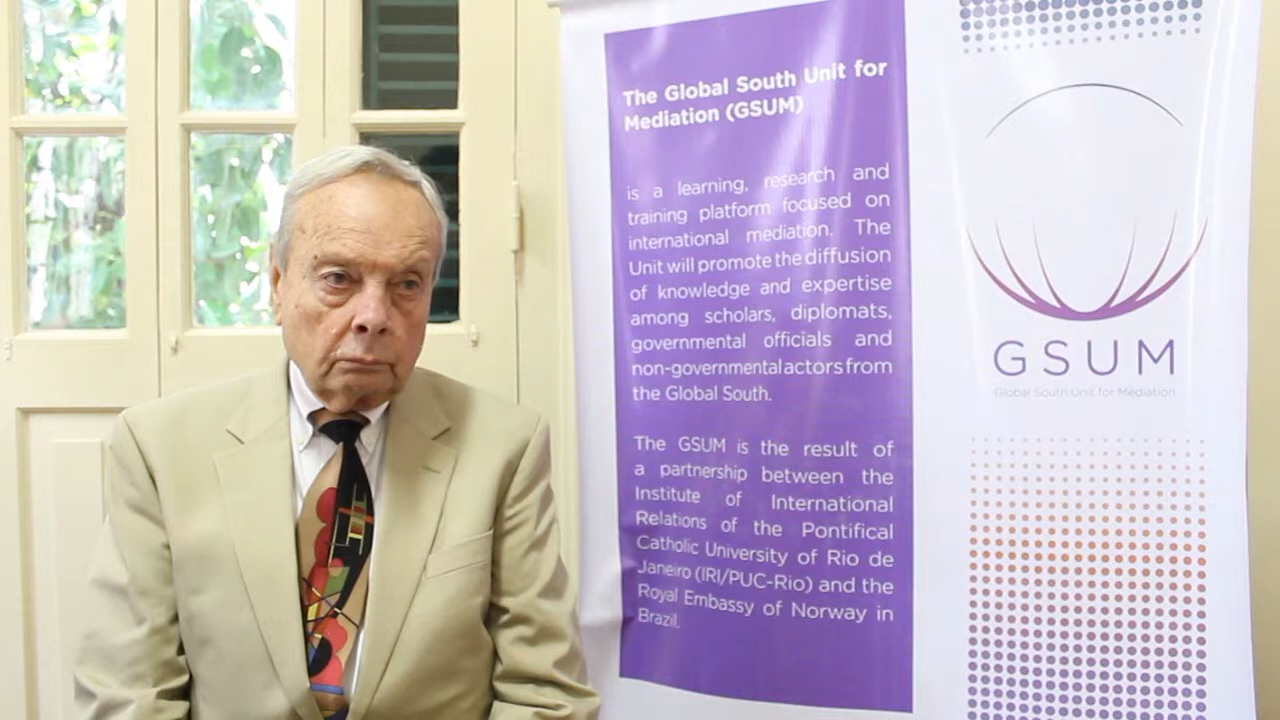 The Global South Unit for
Mediation (GSUM)
is a learning, research and
training platform focused on
international mediation. The
Unit will promote the diffusion
of knowledge and expertise
among scholars, diplomats,
governmental officials and
non-governmental actors from
the Global South.
The GSUM is the result of
a partnership between the
Institute of International
Relations of the Pontifical
Catholic University of Rio de
Janeiro (IRI/PUC-Rio) and the
Royal Embassy of Norway in
Brazil.
GSUM
Global South Unit for Mediation